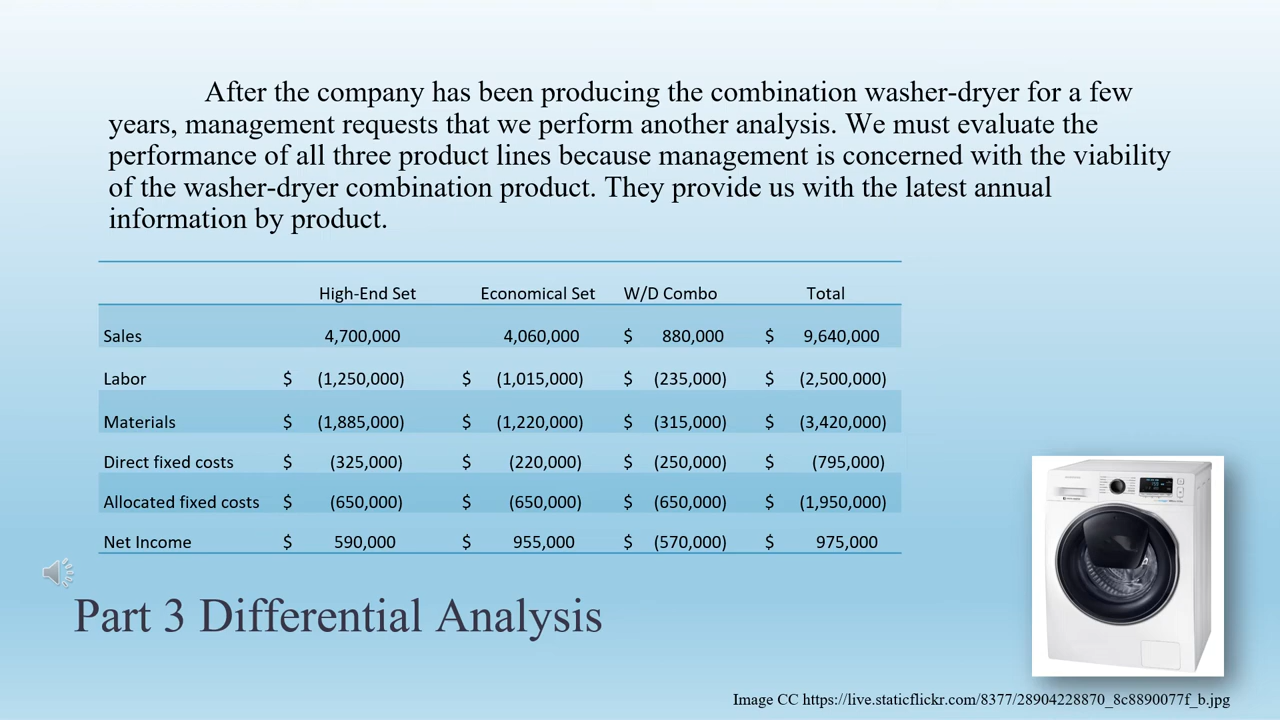 After the company has been producing the combination washer-dryer for a few
years, management requests that we perform another analysis. We must evaluate the
performance of all three product lines because management is concerned with the viability
of the washer-dryer combination product. They provide us with the latest annual
information by product.
High-End Set Economical Set W/D Combo Total
Sales 4,700,000 4,060,000 $ 880,000 $ 9,640,000
Labor $ (1,250,000) $ (1,015,000) $ (235,000) $ (2,500,000)
Materials $ (1,885,000) $ (1,220,000) $ (315,000) $ (3,420,000)
Direct fixed costs $ (325,000) $ (220,000) $ (250,000) $ (795,000)
Allocated fixed costs $ (650,000) $ (650,000) $ (650,000) $ (1,950,000)
Net Income $ 590,000 $ 955,000 $ (570,000) $ 975,000
Part 3 Differential Analysis
Image CC https://live.staticflickr.com/8377/28904228870_8c8890077f_b.jpg